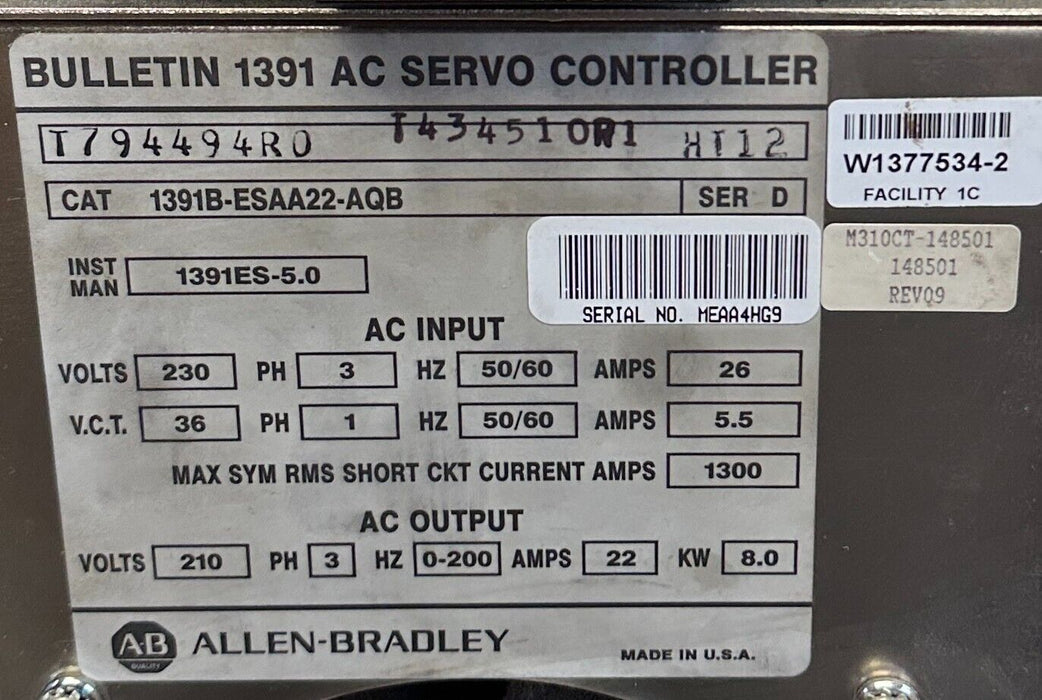 BULLETIN 1391 AC SERVO CONTROLLER
T794494R0 T434510R1 HT12
CAT 1391B-ESAA22-AQB SER D
W1377534-2
FACILITY 1C
M310CT-148501
148501
REV09
INST MAN 1391ES-5.0
SERIAL NO. MEAA4HG9
AC INPUT
VOLTS 230 PH 3 HZ 50/60 AMPS 26
V.C.T. 36 PH 1 HZ 50/60 AMPS 5.5
MAX SYM RMS SHORT CKT CURRENT AMPS 1300
AC OUTPUT
VOLTS 210 PH 3 HZ 0-200 AMPS 22 KW 8.0
AB QUALITY ALLEN-BRADLEY
MADE IN U.S.A.